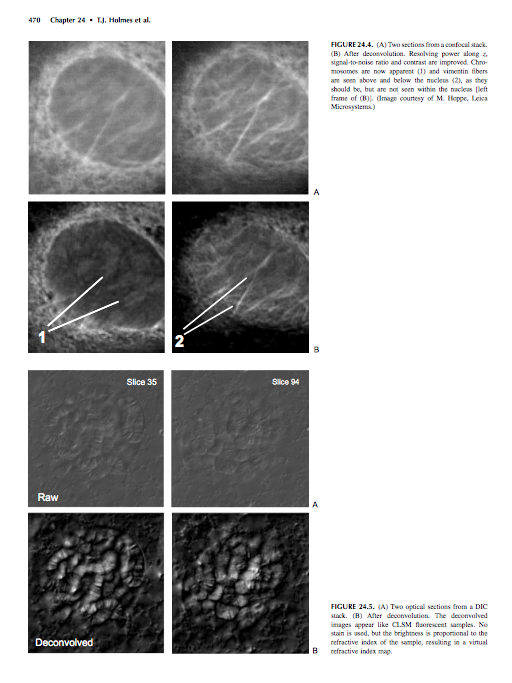 470 Chapter 24 • T.J. Holmes et al.
FIGURE 24.4. (A) Two sections from a confocal stack.
(B) After deconvolution. Resolving power along z,
signal-to-noise ratio and contrast are improved. Chro-
mosomes are now apparent (1) and vimentin fibers
are seen above and below the nucleus (2), as they
should be, but are not seen within the nucleus [left
frame of (B)]. (Image courtesy of M. Hoppe, Leica
Microsystems.)
A
1
2
B
Slice 35
Slice 94
Raw
A
Deconvolved
B
FIGURE 24.5. (A) Two optical sections from a DIC
stack. (B) After deconvolution. The deconvolved
images appear like CLSM fluorescent samples. No
stain is used, but the brightness is proportional to the
refractive index of the sample, resulting in a virtual
refractive index map.